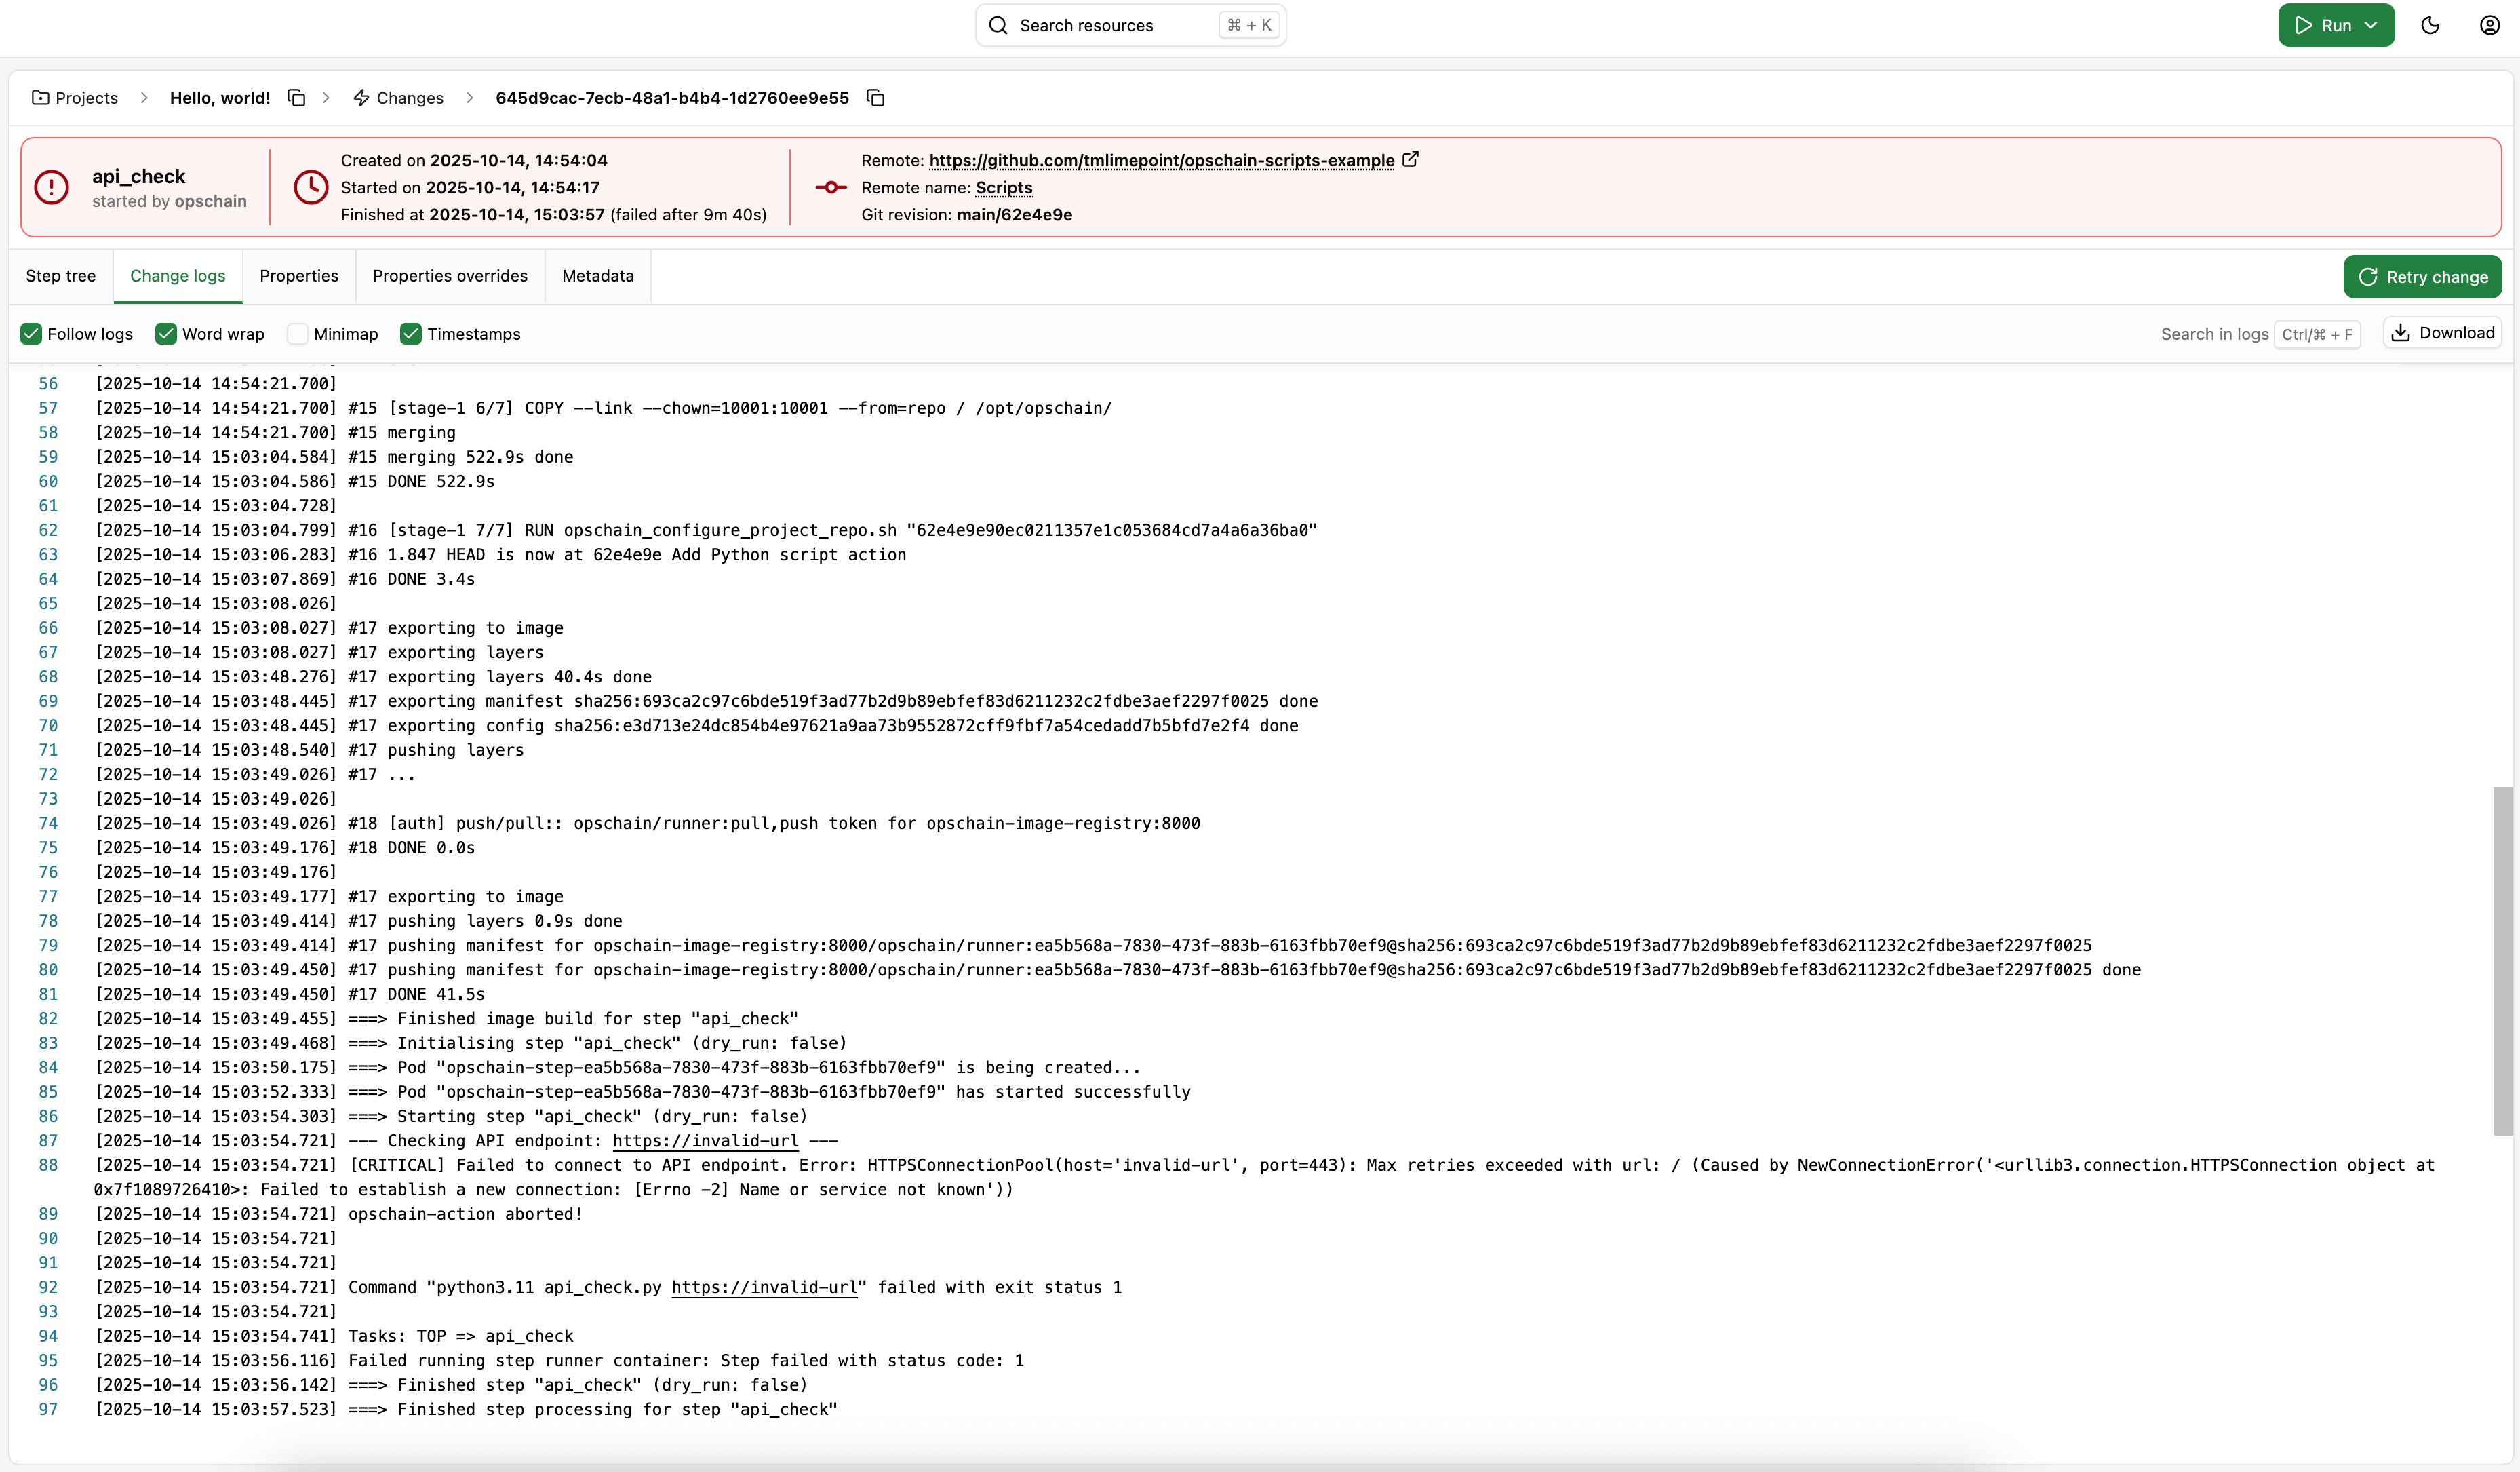 Search resources ⌘ + K
Run
Projects > Hello, world! > Changes > 645d9cac-7ecb-48a1-b4b4-1d2760ee9e55
api_check
started by opschain
Created on 2025-10-14, 14:54:04
Started on 2025-10-14, 14:54:17
Finished at 2025-10-14, 15:03:57 (failed after 9m 40s)
Remote: https://github.com/tmlimepoint/opschain-scripts-example
Remote name: Scripts
Git revision: main/62e4e9e
Step tree Change logs Properties Properties overrides Metadata
Retry change
Follow logs Word wrap Minimap Timestamps
Search in logs Ctrl/⌘ + F Download
56 [2025-10-14 14:54:21.700]
57 [2025-10-14 14:54:21.700] #15 [stage-1 6/7] COPY --link --chown=10001:10001 --from=repo / /opt/opschain/
58 [2025-10-14 14:54:21.700] #15 merging
59 [2025-10-14 15:03:04.584] #15 merging 522.9s done
60 [2025-10-14 15:03:04.586] #15 DONE 522.9s
61 [2025-10-14 15:03:04.728]
62 [2025-10-14 15:03:04.799] #16 [stage-1 7/7] RUN opschain_configure_project_repo.sh "62e4e9e90ec0211357e1c053684cd7a4a6a36ba0"
63 [2025-10-14 15:03:06.283] #16 1.847 HEAD is now at 62e4e9e Add Python script action
64 [2025-10-14 15:03:07.869] #16 DONE 3.4s
65 [2025-10-14 15:03:08.026]
66 [2025-10-14 15:03:08.027] #17 exporting to image
67 [2025-10-14 15:03:08.027] #17 exporting layers
68 [2025-10-14 15:03:48.276] #17 exporting layers 40.4s done
69 [2025-10-14 15:03:48.445] #17 exporting manifest sha256:693ca2c97c6bde519f3ad77b2d9b89ebfef83d6211232c2fdbe3aef2297f0025 done
70 [2025-10-14 15:03:48.445] #17 exporting config sha256:e3d713e24dc854b4e97621a9aa73b9552872cff9fbf7a54cedadd7b5bfd7e2f4 done
71 [2025-10-14 15:03:48.540] #17 pushing layers
72 [2025-10-14 15:03:49.026] #17 ...
73 [2025-10-14 15:03:49.026]
74 [2025-10-14 15:03:49.026] #18 [auth] push/pull:: opschain/runner:pull,push token for opschain-image-registry:8000
75 [2025-10-14 15:03:49.176] #18 DONE 0.0s
76 [2025-10-14 15:03:49.176]
77 [2025-10-14 15:03:49.177] #17 exporting to image
78 [2025-10-14 15:03:49.414] #17 pushing layers 0.9s done
79 [2025-10-14 15:03:49.414] #17 pushing manifest for opschain-image-registry:8000/opschain/runner:ea5b568a-7830-473f-883b-6163fbb70ef9@sha256:693ca2c97c6bde519f3ad77b2d9b89ebfef83d6211232c2fdbe3aef2297f0025
80 [2025-10-14 15:03:49.450] #17 pushing manifest for opschain-image-registry:8000/opschain/runner:ea5b568a-7830-473f-883b-6163fbb70ef9@sha256:693ca2c97c6bde519f3ad77b2d9b89ebfef83d6211232c2fdbe3aef2297f0025 done
81 [2025-10-14 15:03:49.450] #17 DONE 41.5s
82 [2025-10-14 15:03:49.455] ===> Finished image build for step "api_check"
83 [2025-10-14 15:03:49.468] ===> Initialising step "api_check" (dry_run: false)
84 [2025-10-14 15:03:50.175] ===> Pod "opschain-step-ea5b568a-7830-473f-883b-6163fbb70ef9" is being created...
85 [2025-10-14 15:03:52.333] ===> Pod "opschain-step-ea5b568a-7830-473f-883b-6163fbb70ef9" has started successfully
86 [2025-10-14 15:03:54.303] ===> Starting step "api_check" (dry_run: false)
87 [2025-10-14 15:03:54.721] --- Checking API endpoint: https://invalid-url ---
88 [2025-10-14 15:03:54.721] [CRITICAL] Failed to connect to API endpoint. Error: HTTPSConnectionPool(host='invalid-url', port=443): Max retries exceeded with url: / (Caused by NewConnectionError('<urllib3.connection.HTTPSConnection object at
0x7f1089726410>: Failed to establish a new connection: [Errno -2] Name or service not known'))
89 [2025-10-14 15:03:54.721] opschain-action aborted!
90 [2025-10-14 15:03:54.721]
91 [2025-10-14 15:03:54.721]
92 [2025-10-14 15:03:54.721] Command "python3.11 api_check.py https://invalid-url" failed with exit status 1
93 [2025-10-14 15:03:54.721]
94 [2025-10-14 15:03:54.741] Tasks: TOP => api_check
95 [2025-10-14 15:03:56.116] Failed running step runner container: Step failed with status code: 1
96 [2025-10-14 15:03:56.142] ===> Finished step "api_check" (dry_run: false)
97 [2025-10-14 15:03:57.523] ===> Finished step processing for step "api_check"